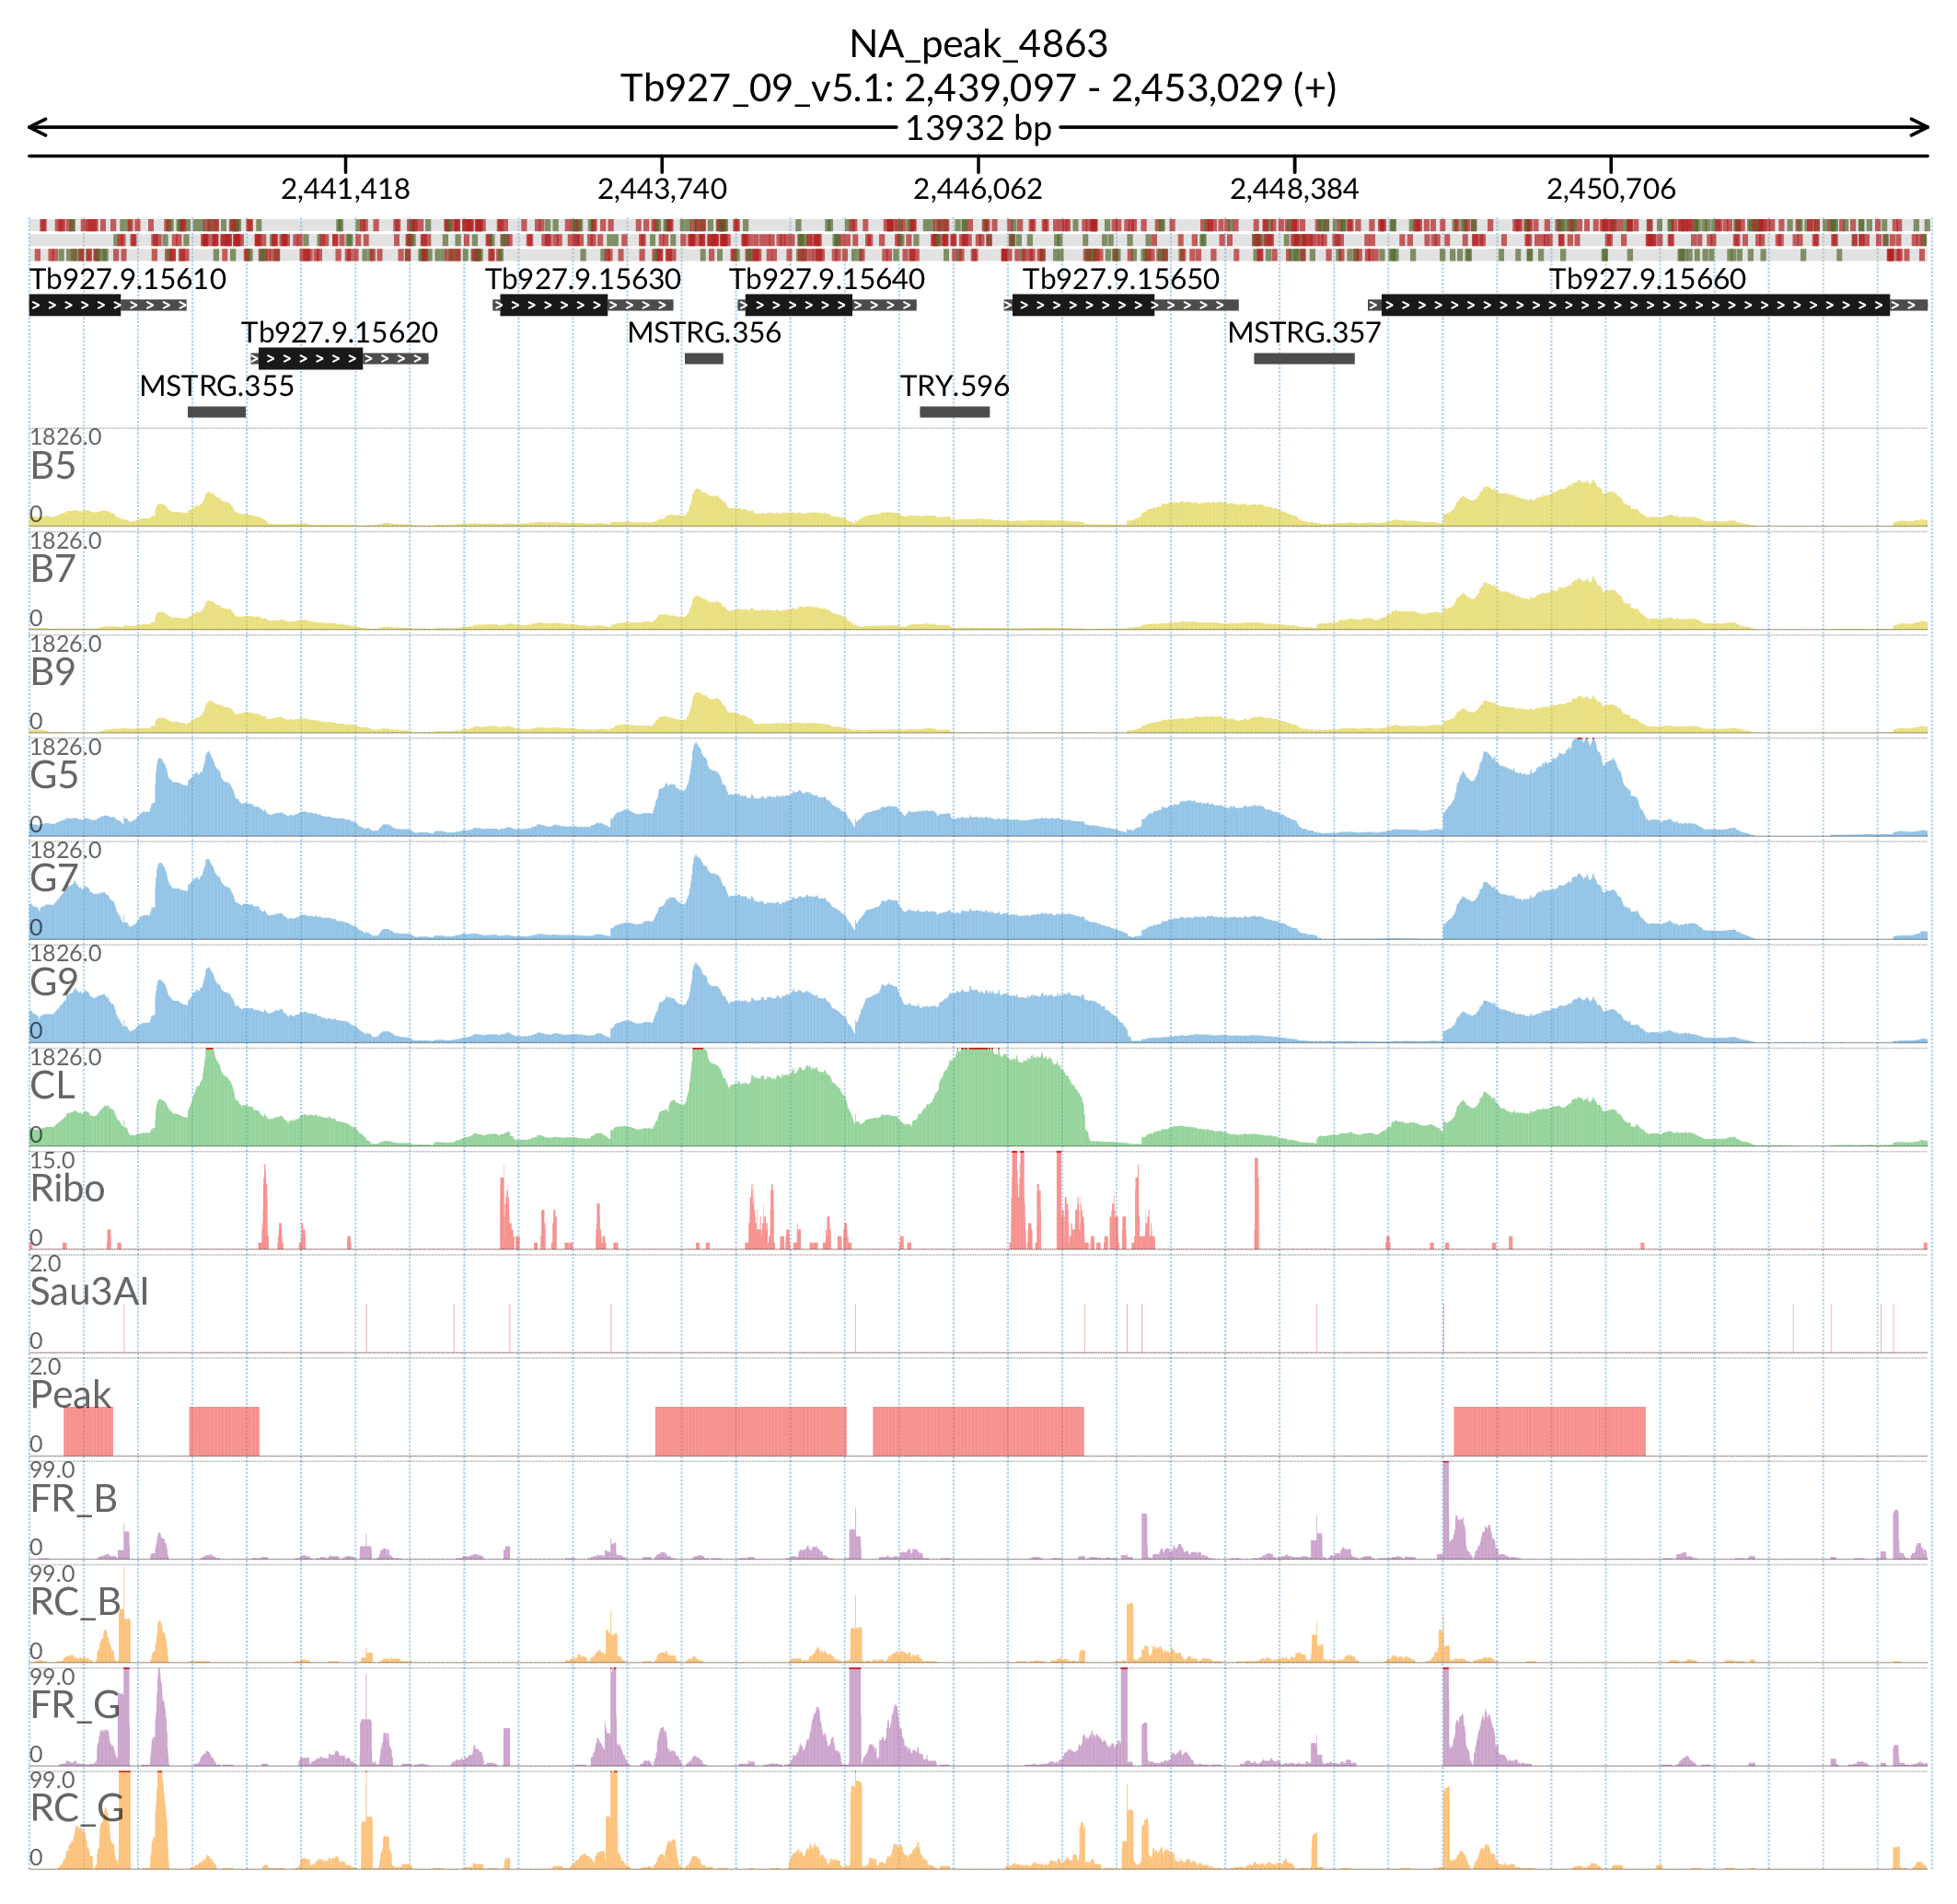 NA_peak_4863
Tb927_09_v5.1: 2,439,097 - 2,453,029 (+)
13932 bp
2,441,418 2,443,740 2,446,062 2,448,384 2,450,706
Tb927.9.15610 Tb927.9.15630 Tb927.9.15640 Tb927.9.15650 Tb927.9.15660
Tb927.9.15620 MSTRG.356 MSTRG.357
MSTRG.355 TRY.596
1826.0
B5
0
1826.0
B7
0
1826.0
B9
0
1826.0
G5
0
1826.0
G7
0
1826.0
G9
0
1826.0
CL
0
15.0
Ribo
0
2.0
Sau3AI
0
2.0
Peak
0
99.0
FR_B
0
99.0
RC_B
0
99.0
FR_G
0
99.0
RC_G
0